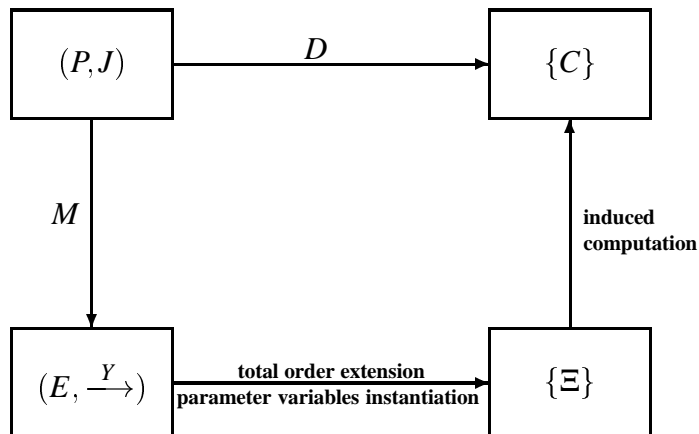 (P,J)
D
{C}
M
induced
computation
(E, —Y→)
total order extension
parameter variables instantiation
{Ξ}